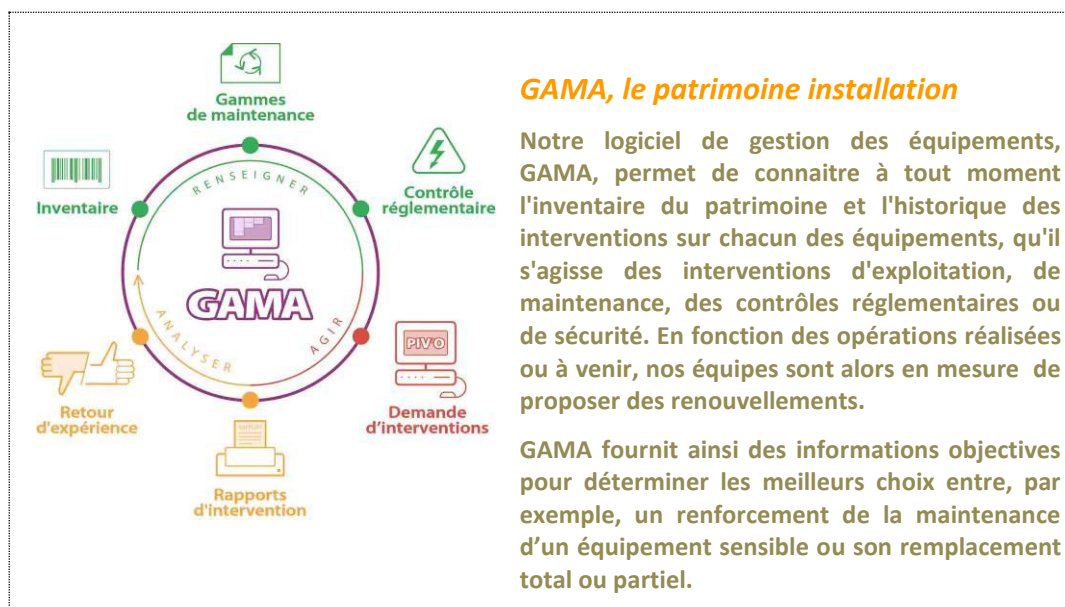 Gammes
de maintenance
Inventaire
Contrôle
réglementaire
RENSEIGNER
GAMA
ANALYSER
AGIR
PIV'O
Retour
d'expérience
Demande
d'interventions
RAPPORT
Rapports
d'intervention
GAMA, le patrimoine installation
Notre logiciel de gestion des équipements,
GAMA, permet de connaitre à tout moment
l'inventaire du patrimoine et l'historique des
interventions sur chacun des équipements, qu'il
s'agisse des interventions d'exploitation, de
maintenance, des contrôles réglementaires ou
de sécurité. En fonction des opérations réalisées
ou à venir, nos équipes sont alors en mesure de
proposer des renouvellements.
GAMA fournit ainsi des informations objectives
pour déterminer les meilleurs choix entre, par
exemple, un renforcement de la maintenance
d’un équipement sensible ou son remplacement
total ou partiel.